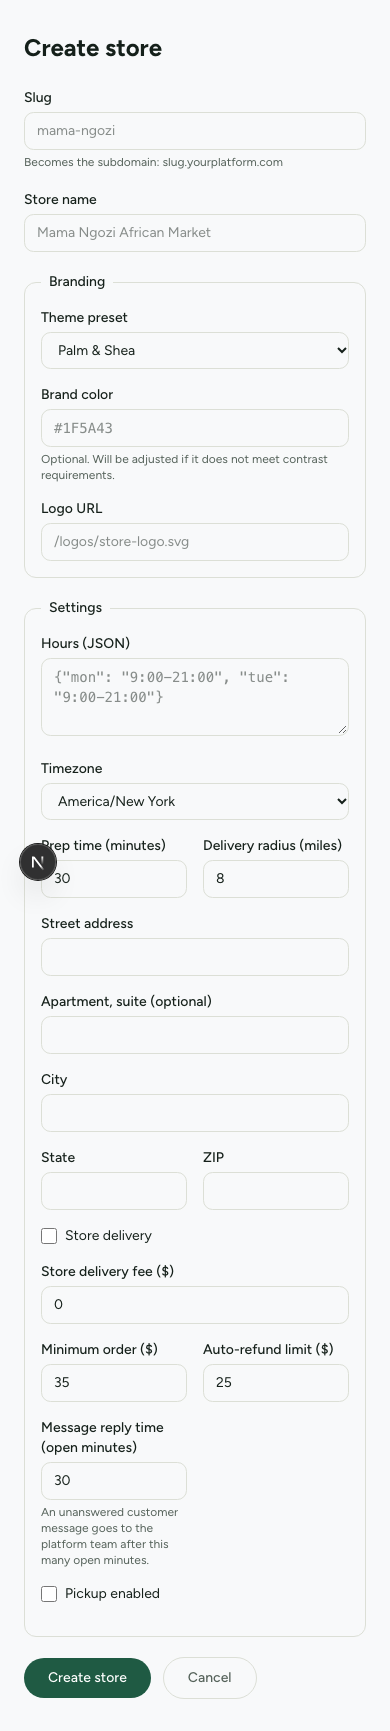 Create store
Slug
mama-ngozi
Becomes the subdomain: slug.yourplatform.com
Store name
Mama Ngozi African Market
Branding
Theme preset
Palm & Shea
Brand color
#1F5A43
Optional. Will be adjusted if it does not meet contrast
requirements.
Logo URL
/logos/store-logo.svg
Settings
Hours (JSON)
{"mon": "9:00–21:00", "tue":
"9:00–21:00"}
Timezone
America/New York
Prep time (minutes) Delivery radius (miles)
N
30 8
Street address
Apartment, suite (optional)
City
State ZIP
Store delivery
Store delivery fee ($)
0
Minimum order ($) Auto-refund limit ($)
35 25
Message reply time
(open minutes)
30
An unanswered customer
message goes to the
platform team after this
many open minutes.
Pickup enabled
Create store Cancel